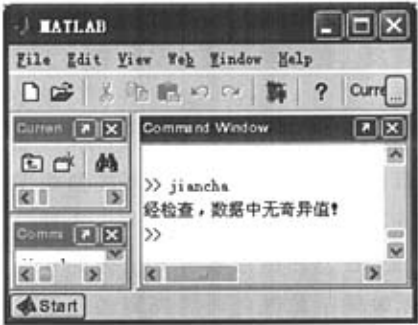 MATLAB
File Edit View Web Window Help
? Curre ...
Curren
Command Window
>> jiancha
经检查，数据中无奇异值!
>>
Comma
Start